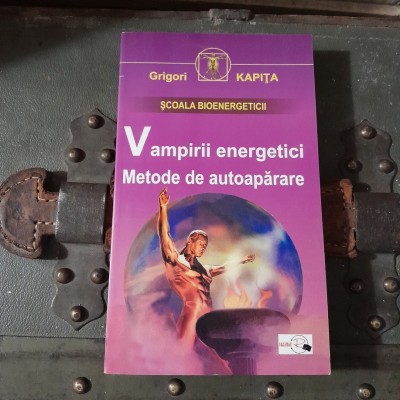 Grigori KAPIȚA
ȘCOALA BIOENERGETICII
Vampirii energetici
Metode de autoapărare